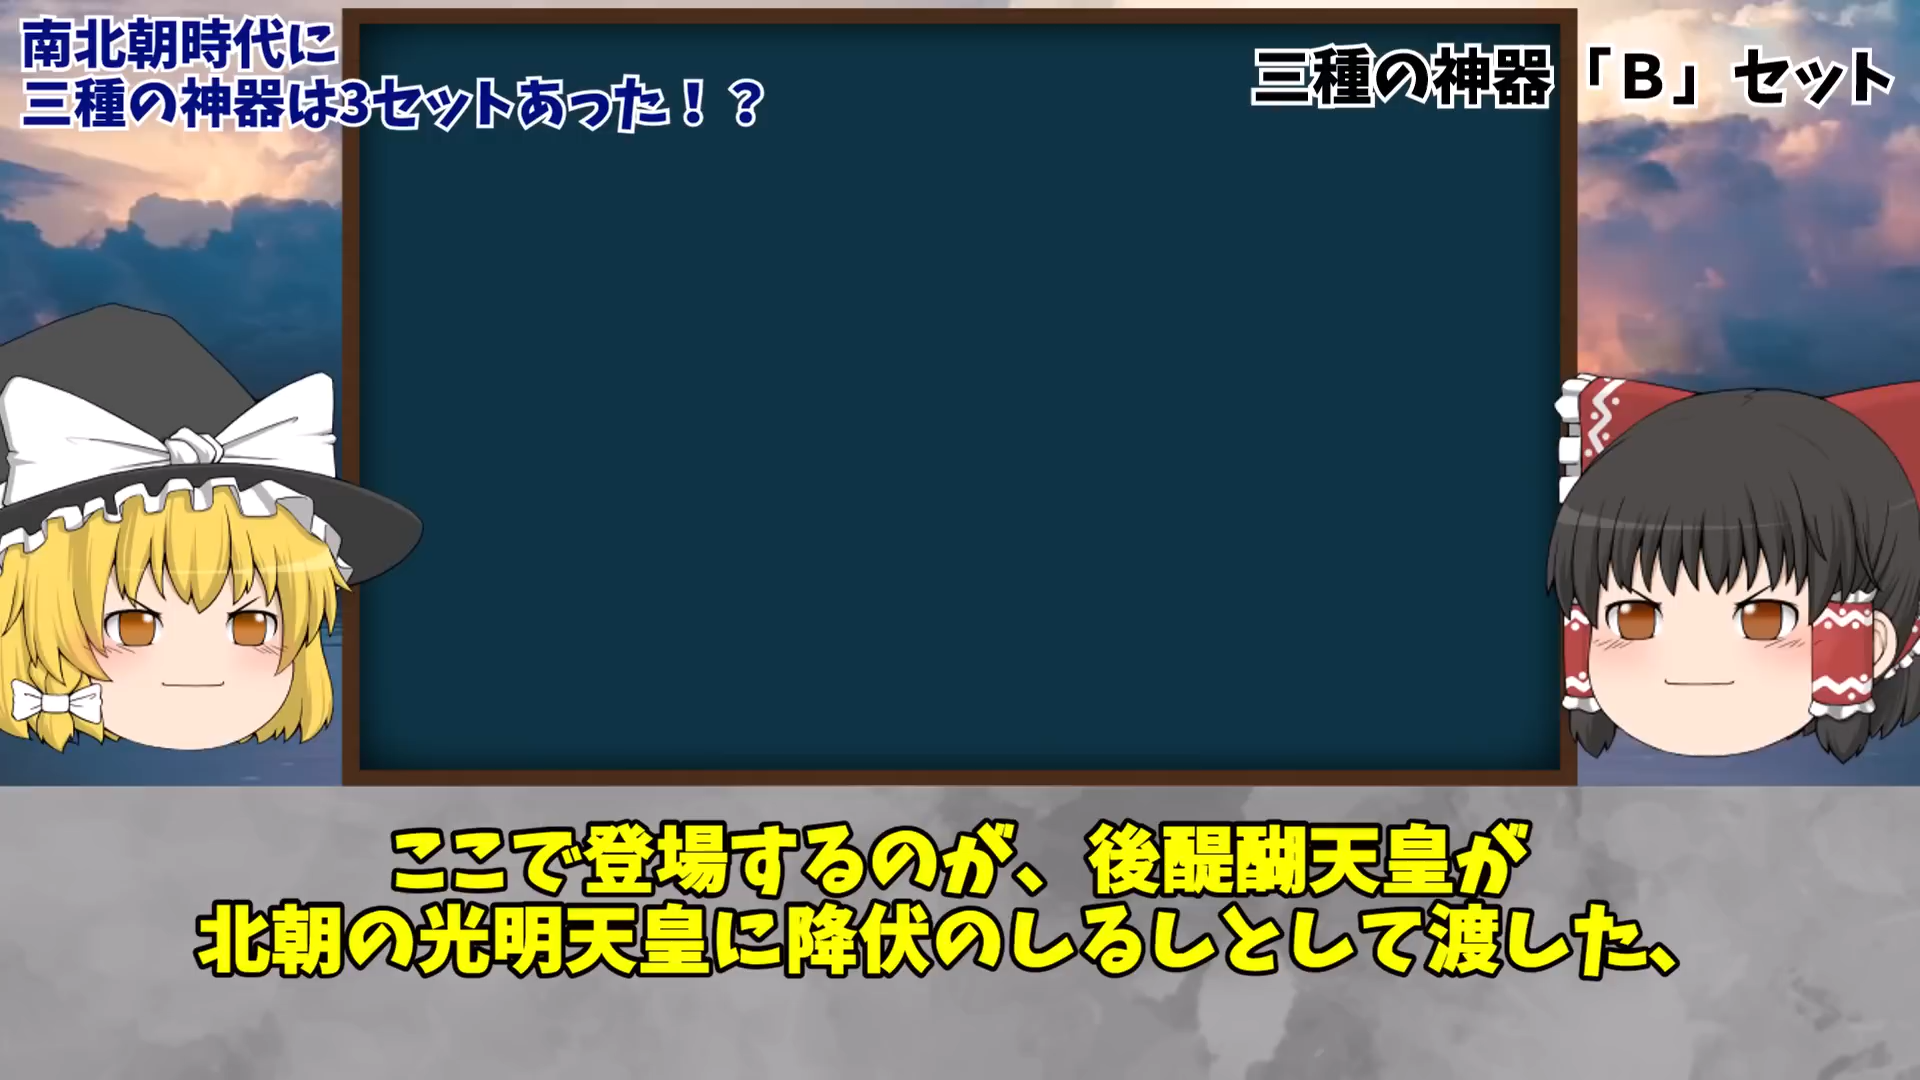 南北朝時代に
三種の神器は3セットあった！？
三種の神器「B」セット
ここで登場するのが、後醍醐天皇が
北朝の光明天皇に降伏のしるしとして渡した、